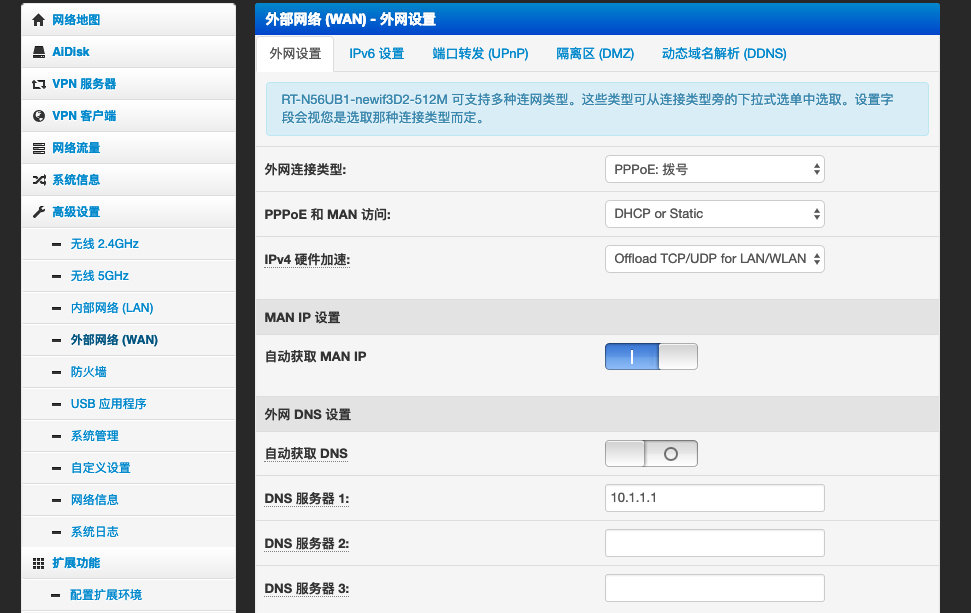 网络地图
AiDisk
VPN 服务器
VPN 客户端
网络流量
系统信息
高级设置
无线 2.4GHz
无线 5GHz
内部网络 (LAN)
外部网络 (WAN)
防火墙
USB 应用程序
系统管理
自定义设置
网络信息
系统日志
扩展功能
配置扩展环境
外部网络 (WAN) - 外网设置
外网设置 IPv6 设置 端口转发 (UPnP) 隔离区 (DMZ) 动态域名解析 (DDNS)
RT-N56UB1-newif3D2-512M 可支持多种连网类型。这些类型可从连接类型旁的下拉式选单中选取。设置字
段会视您是选取那种连接类型而定。
外网连接类型: PPPoE: 拨号
PPPoE 和 MAN 访问: DHCP or Static
IPv4 硬件加速: Offload TCP/UDP for LAN/WLAN
MAN IP 设置
自动获取 MAN IP
外网 DNS 设置
自动获取 DNS
DNS 服务器 1: 10.1.1.1
DNS 服务器 2:
DNS 服务器 3: